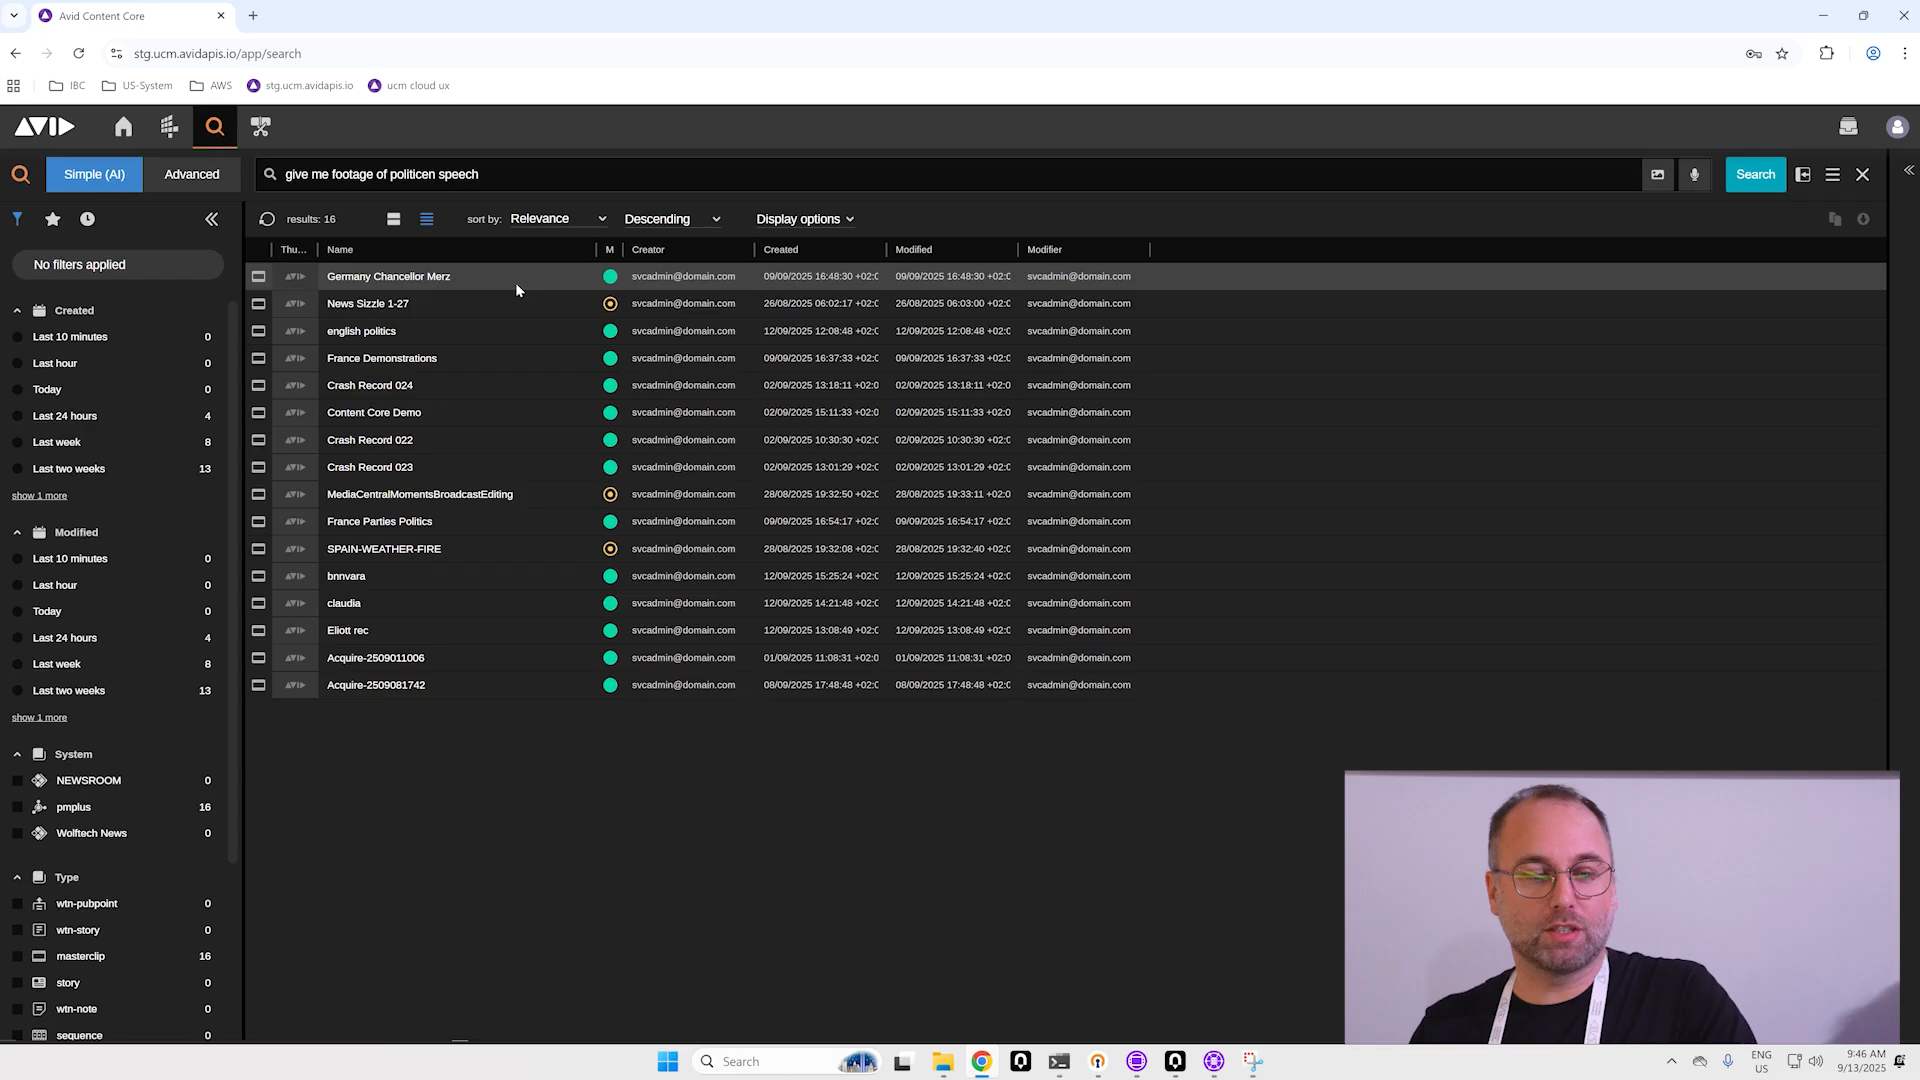 Avid Content Core
stg.ucm.avidapis.io/app/search
IBC
US-System
AWS
stg.ucm.avidapis.io
ucm cloud ux
AVID
Simple (AI)
Advanced
give me footage of politicen speech
Search
results: 16
sort by: Relevance
Descending
Display options
Thu... Name M Creator Created Modified Modifier
Germany Chancellor Merz svcadmin@domain.com 09/09/2025 16:48:30 +02:0 09/09/2025 16:48:30 +02:0 svcadmin@domain.com
News Sizzle 1-27 svcadmin@domain.com 26/08/2025 06:02:17 +02:0 26/08/2025 06:03:00 +02:0 svcadmin@domain.com
english politics svcadmin@domain.com 12/09/2025 12:08:48 +02:0 12/09/2025 12:08:48 +02:0 svcadmin@domain.com
France Demonstrations svcadmin@domain.com 09/09/2025 16:37:33 +02:0 09/09/2025 16:37:33 +02:0 svcadmin@domain.com
Crash Record 024 svcadmin@domain.com 02/09/2025 13:18:11 +02:0 02/09/2025 13:18:11 +02:0 svcadmin@domain.com
Content Core Demo svcadmin@domain.com 02/09/2025 15:11:33 +02:0 02/09/2025 15:11:33 +02:0 svcadmin@domain.com
Crash Record 022 svcadmin@domain.com 02/09/2025 10:30:30 +02:0 02/09/2025 10:30:30 +02:0 svcadmin@domain.com
Crash Record 023 svcadmin@domain.com 02/09/2025 13:01:29 +02:0 02/09/2025 13:01:29 +02:0 svcadmin@domain.com
MediaCentralMomentsBroadcastEditing svcadmin@domain.com 28/08/2025 19:32:50 +02:0 28/08/2025 19:33:11 +02:0 svcadmin@domain.com
France Parties Politics svcadmin@domain.com 09/09/2025 16:54:17 +02:0 09/09/2025 16:54:17 +02:0 svcadmin@domain.com
SPAIN-WEATHER-FIRE svcadmin@domain.com 28/08/2025 19:32:08 +02:0 28/08/2025 19:32:40 +02:0 svcadmin@domain.com
bnnvara svcadmin@domain.com 12/09/2025 15:25:24 +02:0 12/09/2025 15:25:24 +02:0 svcadmin@domain.com
claudia svcadmin@domain.com 12/09/2025 14:21:48 +02:0 12/09/2025 14:21:48 +02:0 svcadmin@domain.com
Eliott rec svcadmin@domain.com 12/09/2025 13:08:49 +02:0 12/09/2025 13:08:49 +02:0 svcadmin@domain.com
Acquire-2509011006 svcadmin@domain.com 01/09/2025 11:08:31 +02:0 01/09/2025 11:08:31 +02:0 svcadmin@domain.com
Acquire-2509081742 svcadmin@domain.com 08/09/2025 17:48:48 +02:0 08/09/2025 17:48:48 +02:0 svcadmin@domain.com
No filters applied
Created
Last 10 minutes 0
Last hour 0
Today 0
Last 24 hours 4
Last week 8
Last two weeks 13
show 1 more
Modified
Last 10 minutes 0
Last hour 0
Today 0
Last 24 hours 4
Last week 8
Last two weeks 13
show 1 more
System
NEWSROOM 0
pmplus 16
Wolftech News 0
Type
wtn-pubpoint 0
wtn-story 0
masterclip 16
story 0
wtn-note 0
sequence 0
Search
ENG
US
9:46 AM
9/13/2025